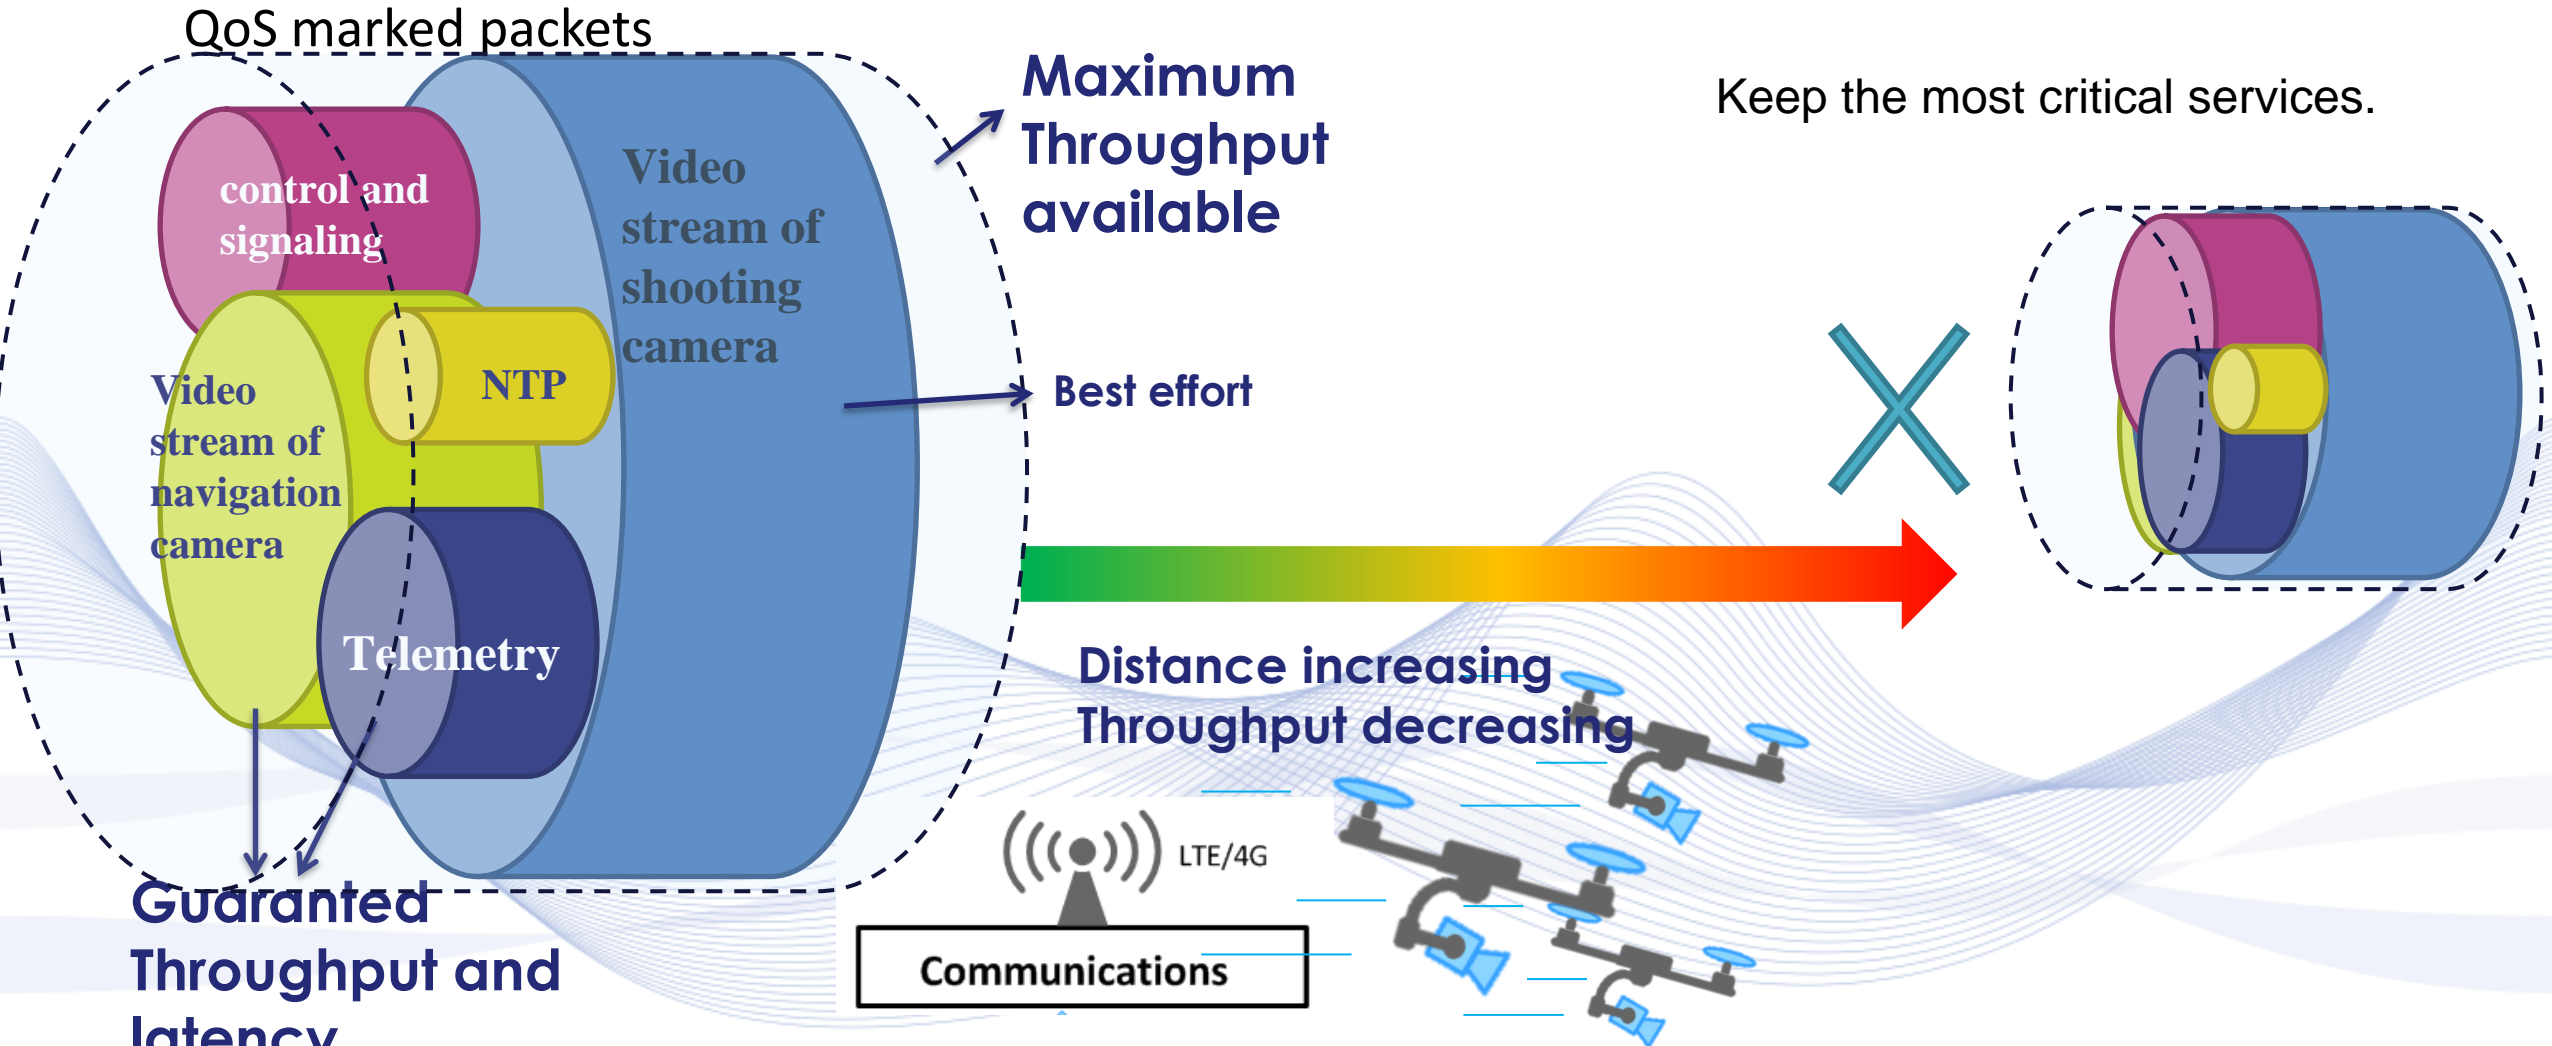 QoS marked packets
control and
signaling
Video
stream of
navigation
camera
NTP
Telemetry
Video
stream of
shooting
camera
Maximum
Throughput
available
Best effort
Guaranted
Throughput and
latency
Keep the most critical services.
Distance increasing
Throughput decreasing
LTE/4G
Communications